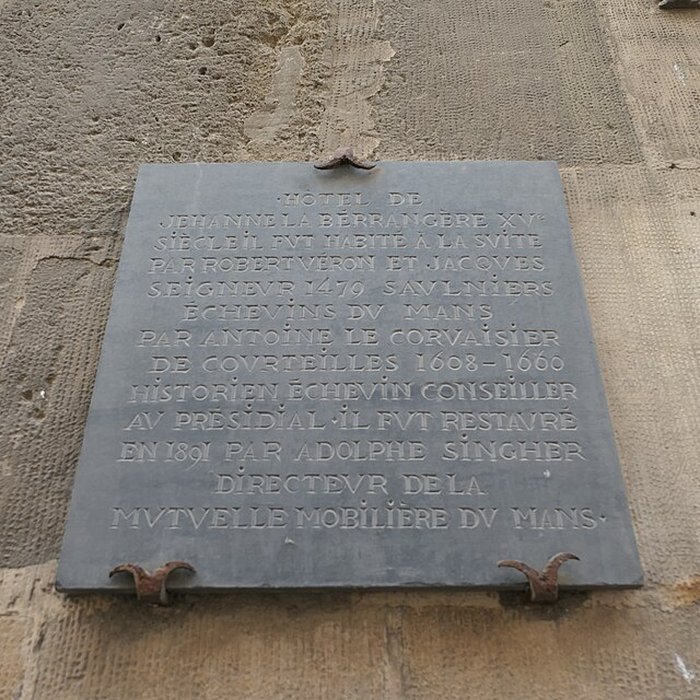 ·HOTEL DE
·JEHANNE LA BÉRRANGÈRE XVᴱ
SIÈCLE IL FVT HABITÉ À LA SVITE
PAR ROBERT VÉRON ET JACQVES
SEIGNEVR 1479 SAVLNIERS
ÉCHEVINS DV MANS
PAR ANTOINE LE CORVAISIER
DE COVRTEILLES 1608-1660
HISTORIEN ÉCHEVIN CONSEILLER
AV PRÉSIDIAL·IL FVT RESTAVRÉ
EN 1891 PAR ADOLPHE SINGHER
DIRECTEVR DE LA
MVTVELLE MOBILIÈRE DV MANS·